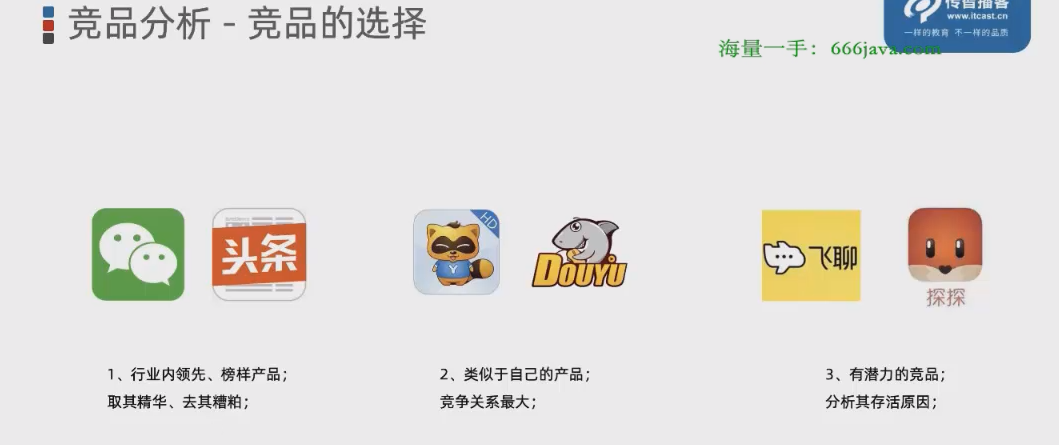 竞品分析 - 竞品的选择
传智播客
www.itcast.cn
一样的教育 不一样的品质
海量一手：666java.com
头条
HD
Y
DOUYU
飞聊
探探
1、行业内领先、榜样产品；
取其精华、去其糟粕；
2、类似于自己的产品；
竞争关系最大；
3、有潜力的竞品；
分析其存活原因；